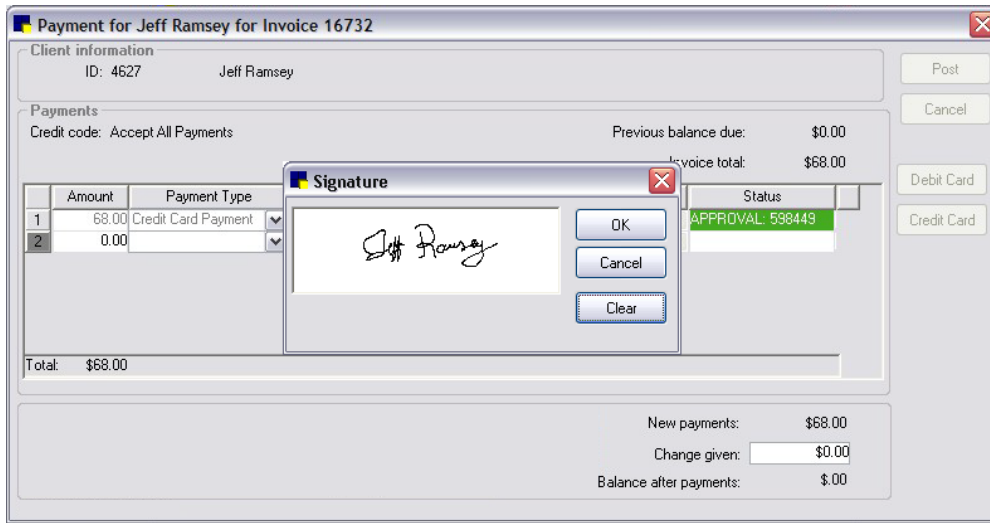 Payment for Jeff Ramsey for Invoice 16732
Client information
ID: 4627 Jeff Ramsey
Post
Cancel
Payments
Credit code: Accept All Payments
Previous balance due: $0.00
Invoice total: $68.00
Debit Card
Credit Card
Amount Payment Type Status
1 68.00 Credit Card Payment APPROVAL: 598449
2 0.00
Signature
Jeff Ramsey
OK
Cancel
Clear
Total: $68.00
New payments: $68.00
Change given: $0.00
Balance after payments: $.00